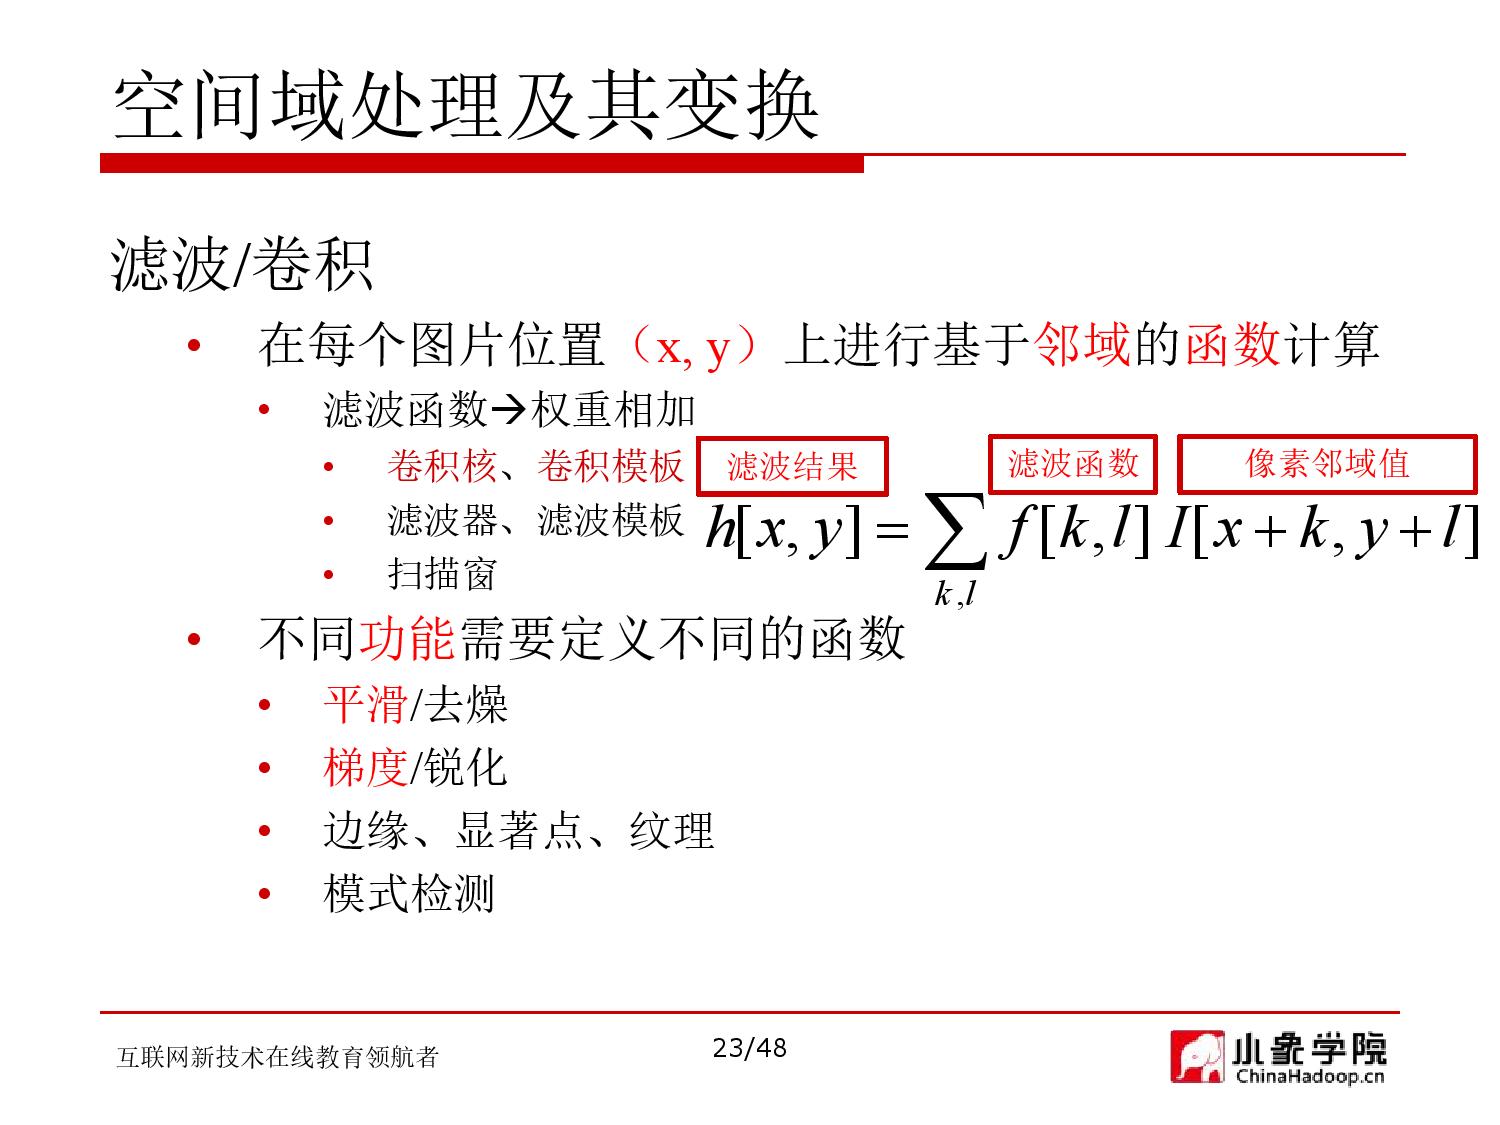 空间域处理及其变换
滤波/卷积
• 在每个图片位置（x, y）上进行基于邻域的函数计算
• 滤波函数→权重相加
• 卷积核、卷积模板
• 滤波器、滤波模板
• 扫描窗
滤波结果 滤波函数 像素邻域值
h[x, y] = ∑ f[k,l] I[x + k, y + l]
k,l
• 不同功能需要定义不同的函数
• 平滑/去燥
• 梯度/锐化
• 边缘、显著点、纹理
• 模式检测
互联网新技术在线教育领航者
23/48
小象学院
ChinaHadoop.cn